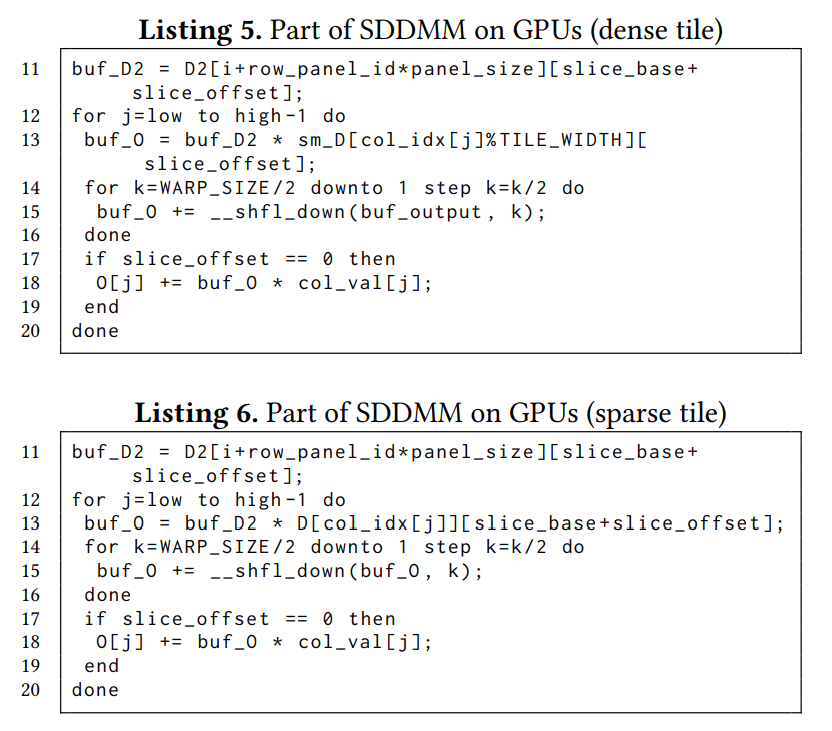 Listing 5. Part of SDDMM on GPUs (dense tile)
11 buf_D2 = D2[i+row_panel_id*panel_size][slice_base+
slice_offset];
12 for j=low to high-1 do
13 buf_O = buf_D2 * sm_D[col_idx[j]%TILE_WIDTH][
slice_offset];
14 for k=WARP_SIZE/2 downto 1 step k=k/2 do
15 buf_O += __shfl_down(buf_output, k);
16 done
17 if slice_offset == 0 then
18 O[j] += buf_O * col_val[j];
19 end
20 done
Listing 6. Part of SDDMM on GPUs (sparse tile)
11 buf_D2 = D2[i+row_panel_id*panel_size][slice_base+
slice_offset];
12 for j=low to high-1 do
13 buf_O = buf_D2 * D[col_idx[j]][slice_base+slice_offset];
14 for k=WARP_SIZE/2 downto 1 step k=k/2 do
15 buf_O += __shfl_down(buf_O, k);
16 done
17 if slice_offset == 0 then
18 O[j] += buf_O * col_val[j];
19 end
20 done